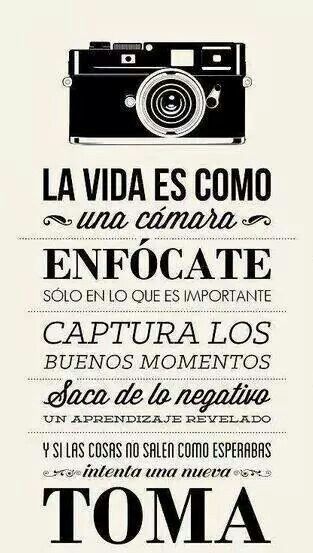 LA VIDA ES COMO
una cámara
ENFÓCATE
SÓLO EN LO QUE ES IMPORTANTE
CAPTURA LOS
BUENOS MOMENTOS
Saca de lo negativo
UN APRENDIZAJE REVELADO
Y SI LAS COSAS NO SALEN COMO ESPERABAS
intenta una nueva
TOMA